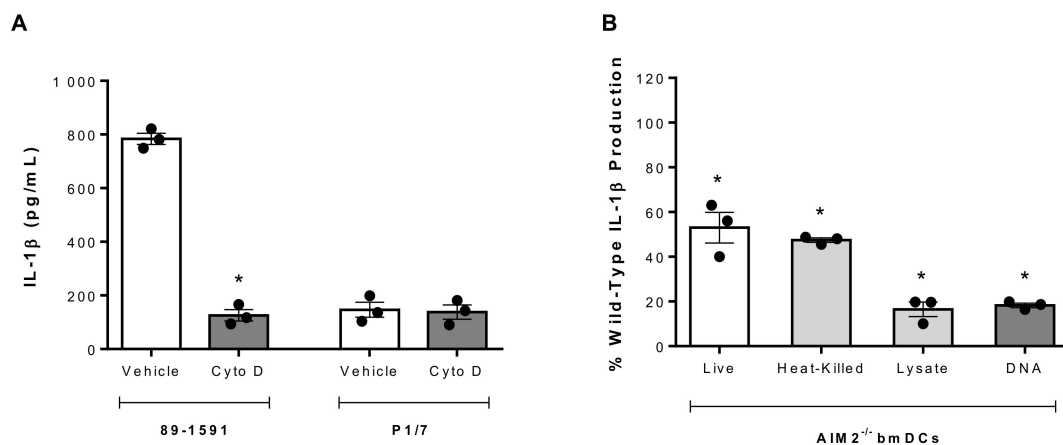 A
IL-1β (pg/mL)
1 000
800
600
400
200
0
*
Vehicle Cyto D Vehicle Cyto D
89-1591 P1/7
B
% Wild-Type IL-1β Production
120
100
80
60
40
20
0
* * * *
Live Heat-Killed Lysate DNA
AIM2-/- bmDCs